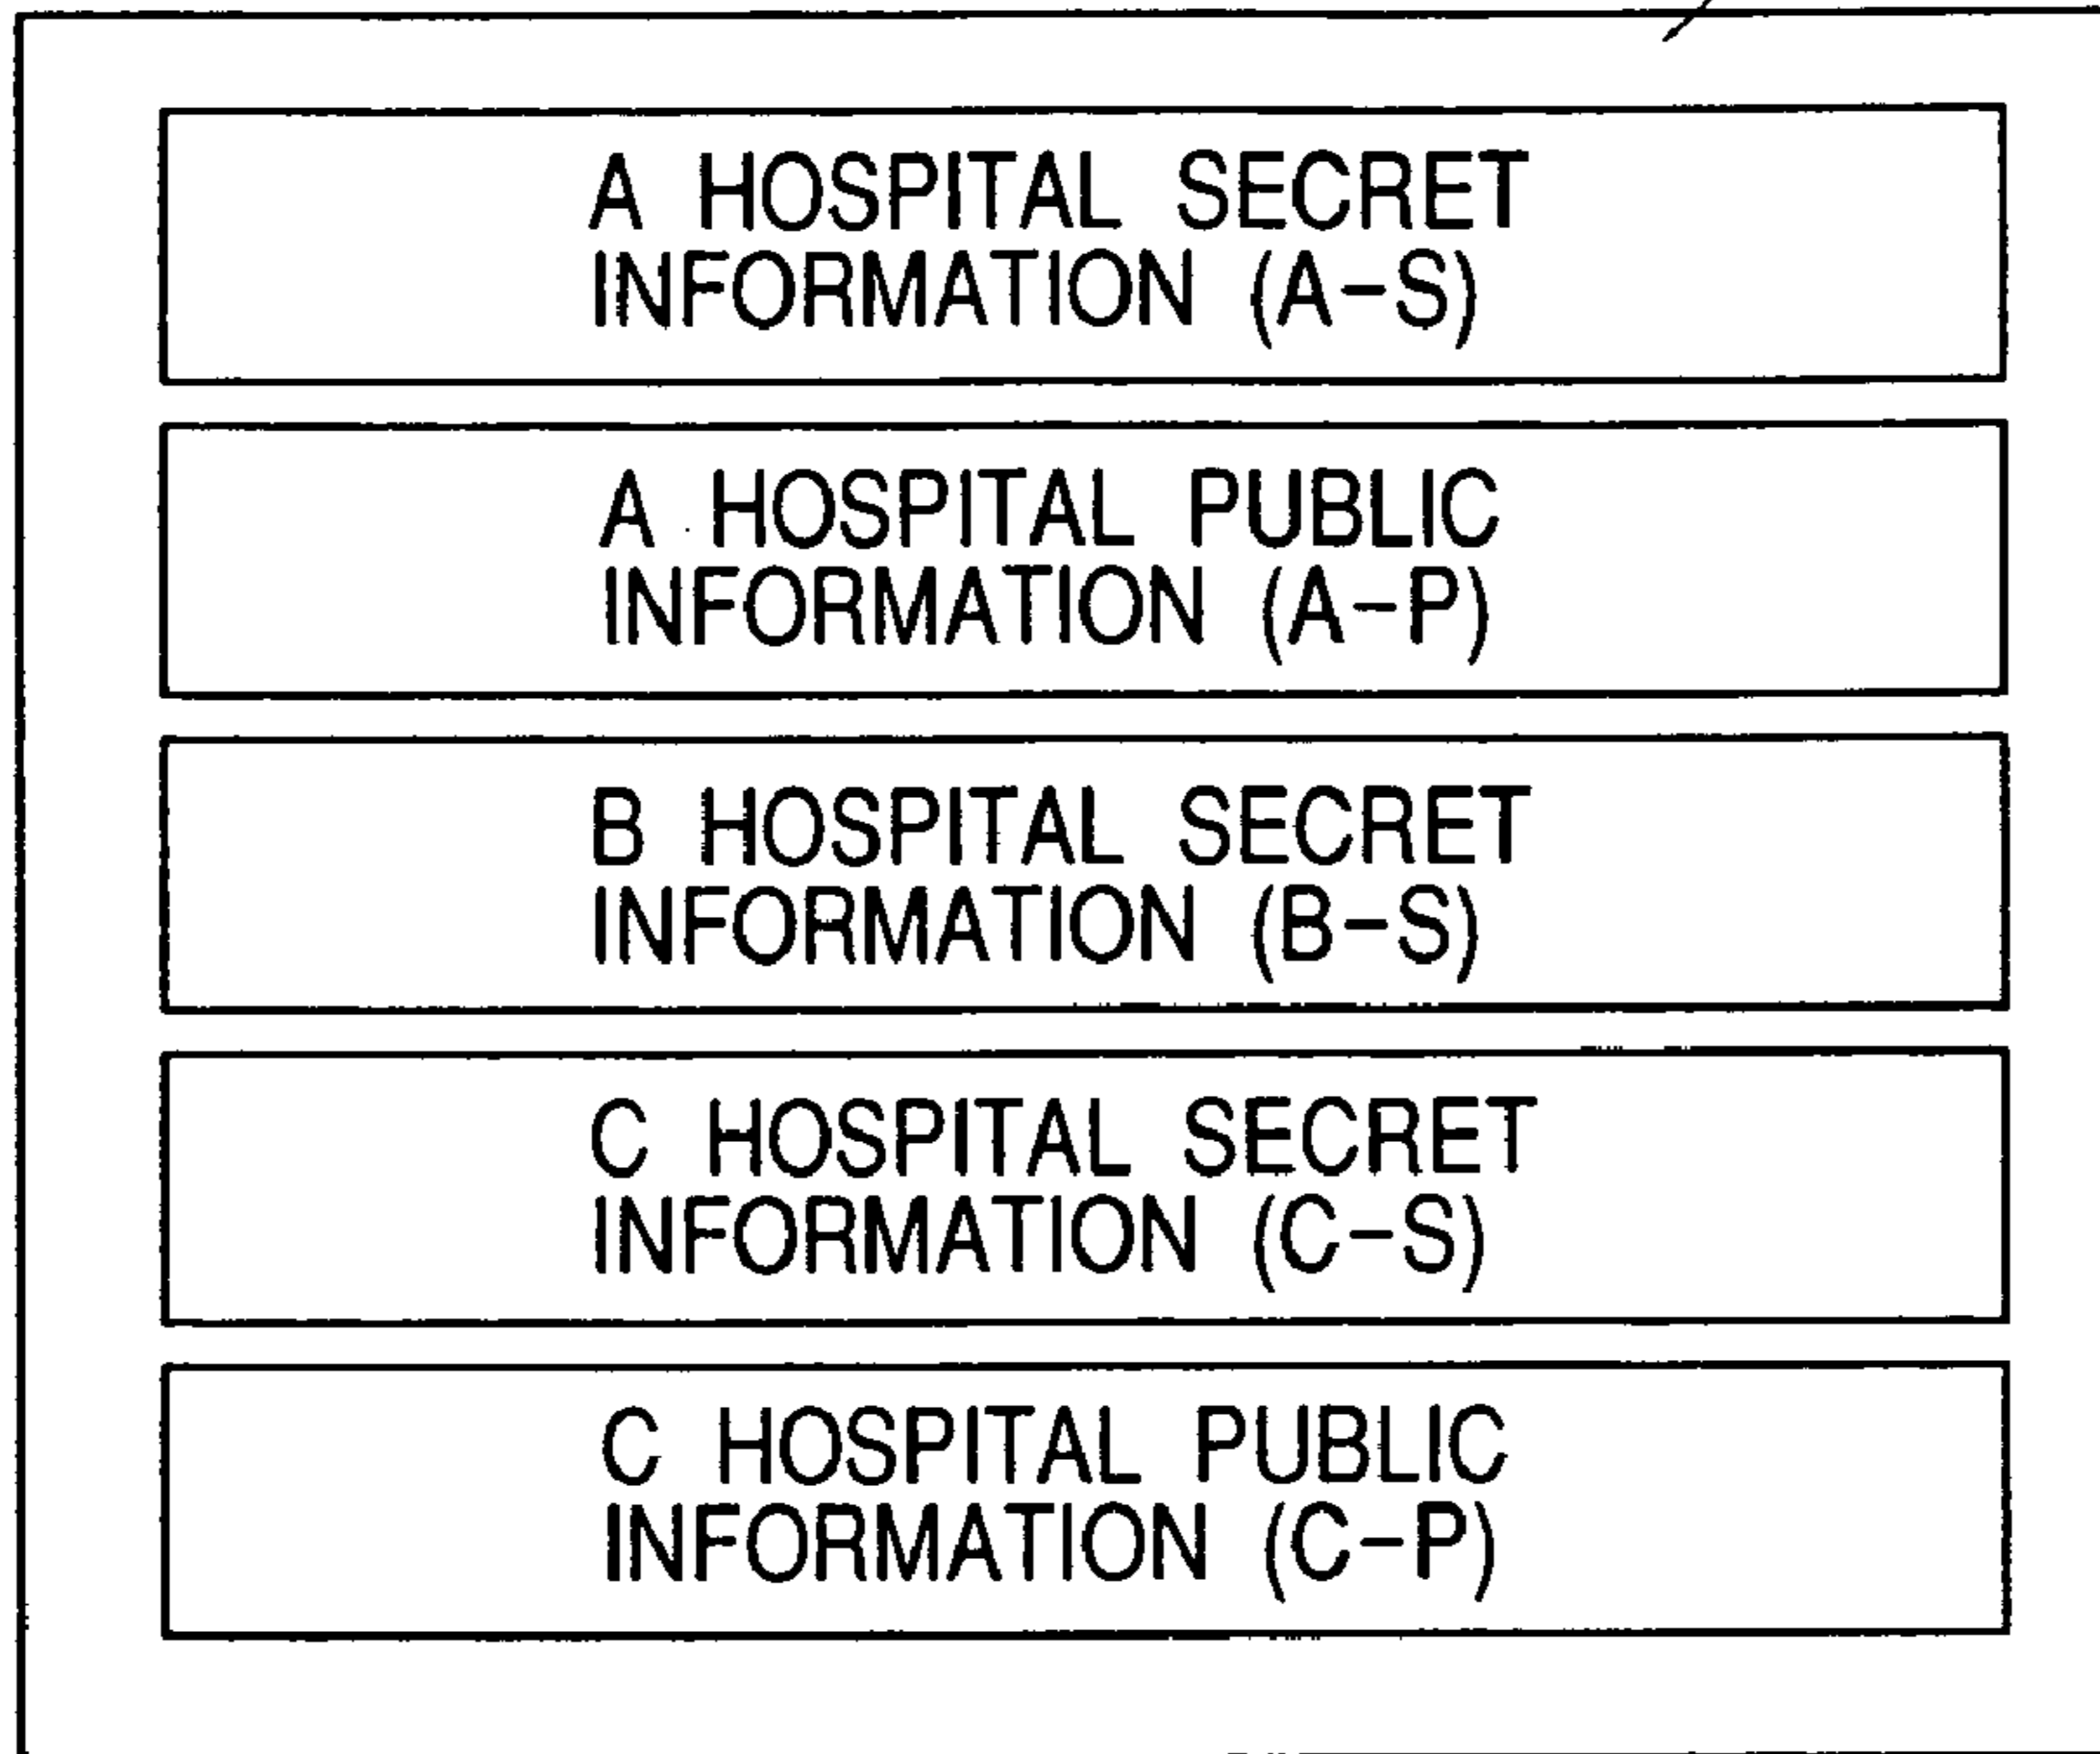 A HOSPITAL SECRET
INFORMATION (A-S)
A HOSPITAL PUBLIC
INFORMATION (A-P)
B HOSPITAL SECRET
INFORMATION (B-S)
C HOSPITAL SECRET
INFORMATION (C-S)
C HOSPITAL PUBLIC
INFORMATION (C-P)